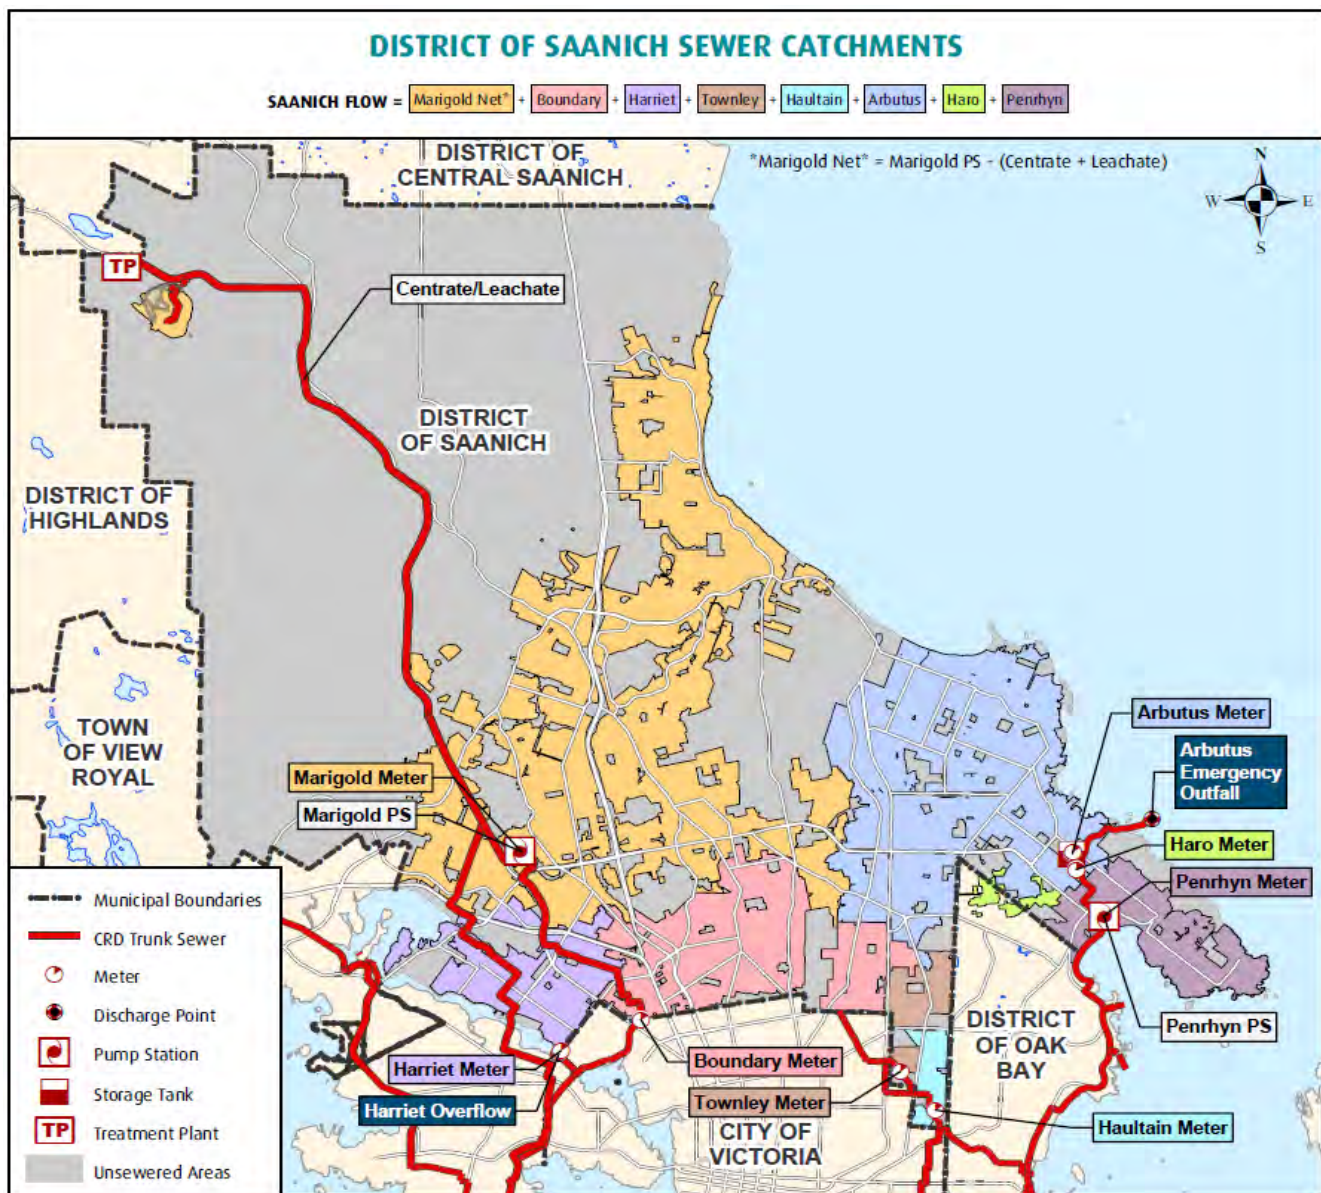 DISTRICT OF SAANICH SEWER CATCHMENTS
SAANICH FLOW = Marigold Net* + Boundary + Harriet + Townley + Haultain + Arbutus + Haro + Penrhyn
*Marigold Net* = Marigold PS - (Centrate + Leachate)
DISTRICT OF
CENTRAL SAANICH
N
W E
S
TP
Centrate/Leachate
DISTRICT
OF SAANICH
DISTRICT OF
HIGHLANDS
TOWN
OF VIEW
ROYAL
Marigold Meter
Marigold PS
Arbutus Meter
Arbutus
Emergency
Outfall
Haro Meter
Penrhyn Meter
Penrhyn PS
DISTRICT
OF OAK
BAY
Harriet Meter
Harriet Overflow
Boundary Meter
Townley Meter
Haultain Meter
CITY OF
VICTORIA
Municipal Boundaries
CRD Trunk Sewer
Meter
Discharge Point
Pump Station
Storage Tank
TP Treatment Plant
Unsewered Areas